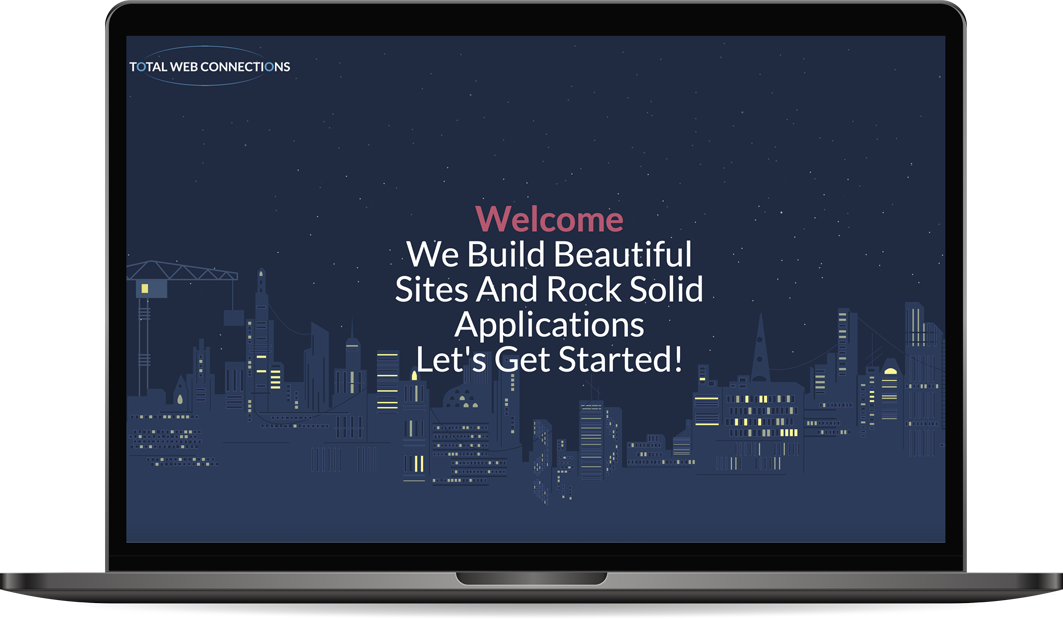 TOTAL WEB CONNECTIONS
Welcome
We Build Beautiful
Sites And Rock Solid
Applications
Let's Get Started!